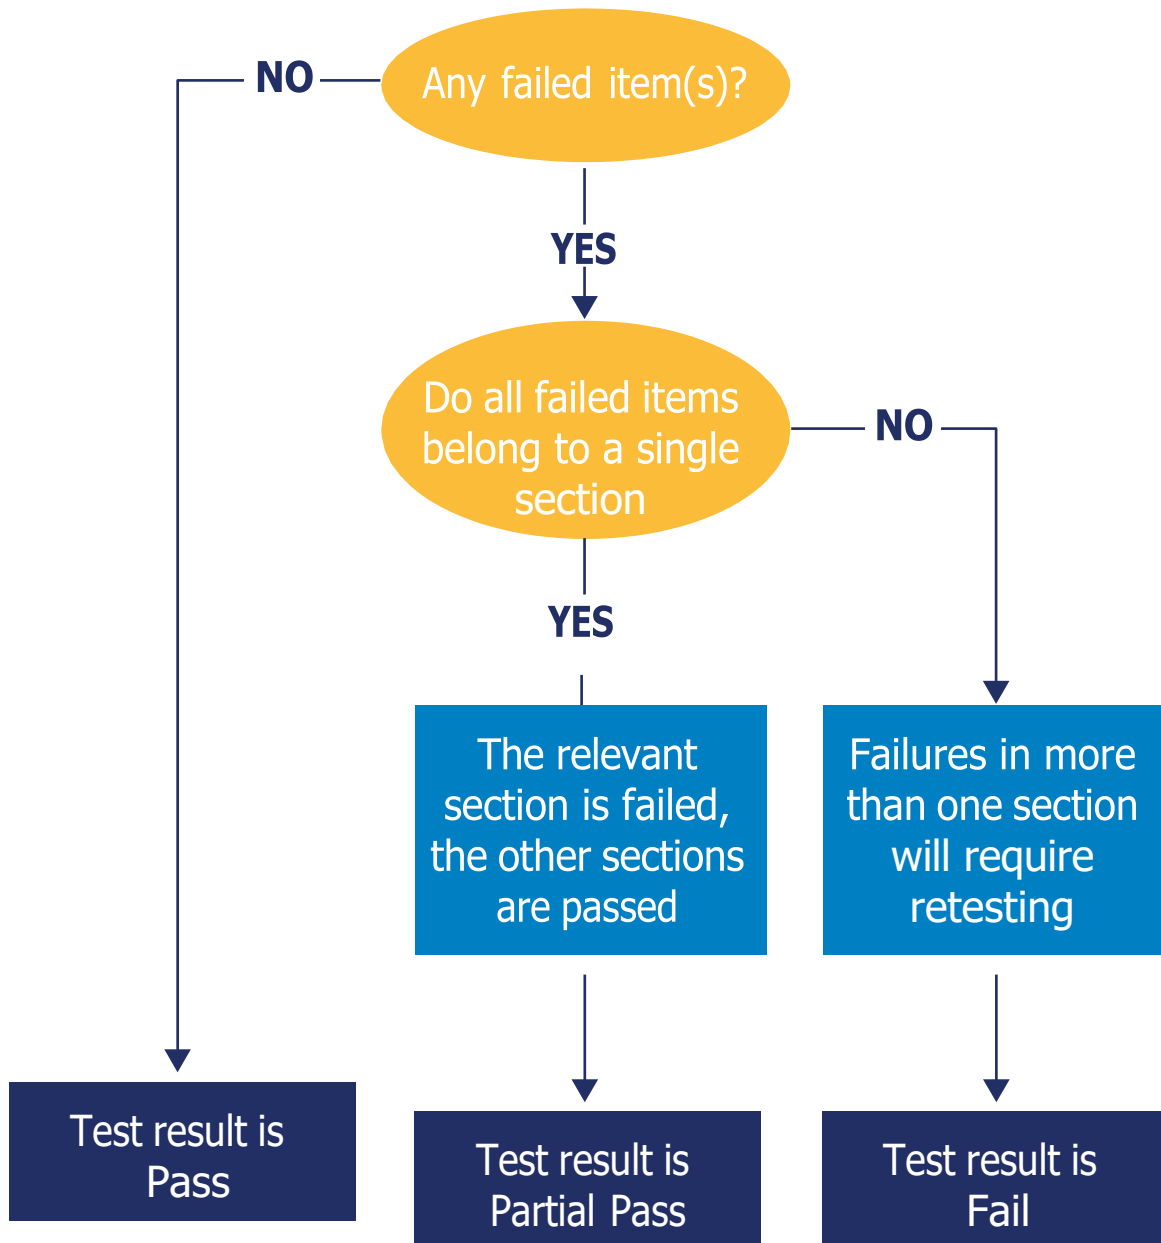 NO
Any failed item(s)?
YES
Do all failed items
belong to a single
section
NO
YES
The relevant
section is failed,
the other sections
are passed
Failures in more
than one section
will require
retesting
Test result is
Pass
Test result is
Partial Pass
Test result is
Fail